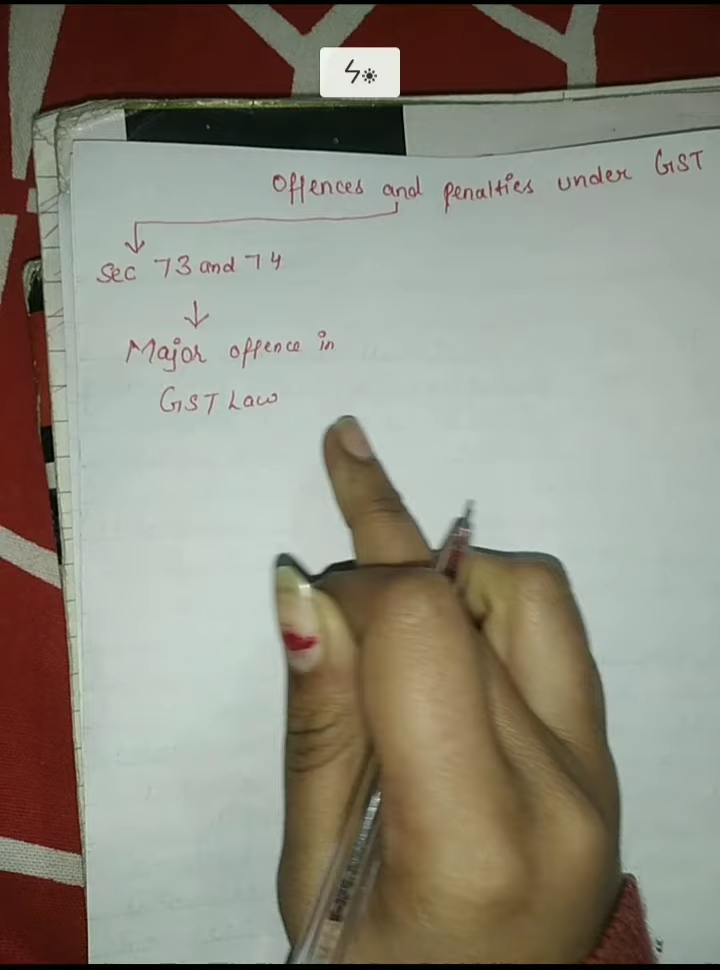 Offences and penalties under GST
Sec 73 and 74
Major offence in
GST Law